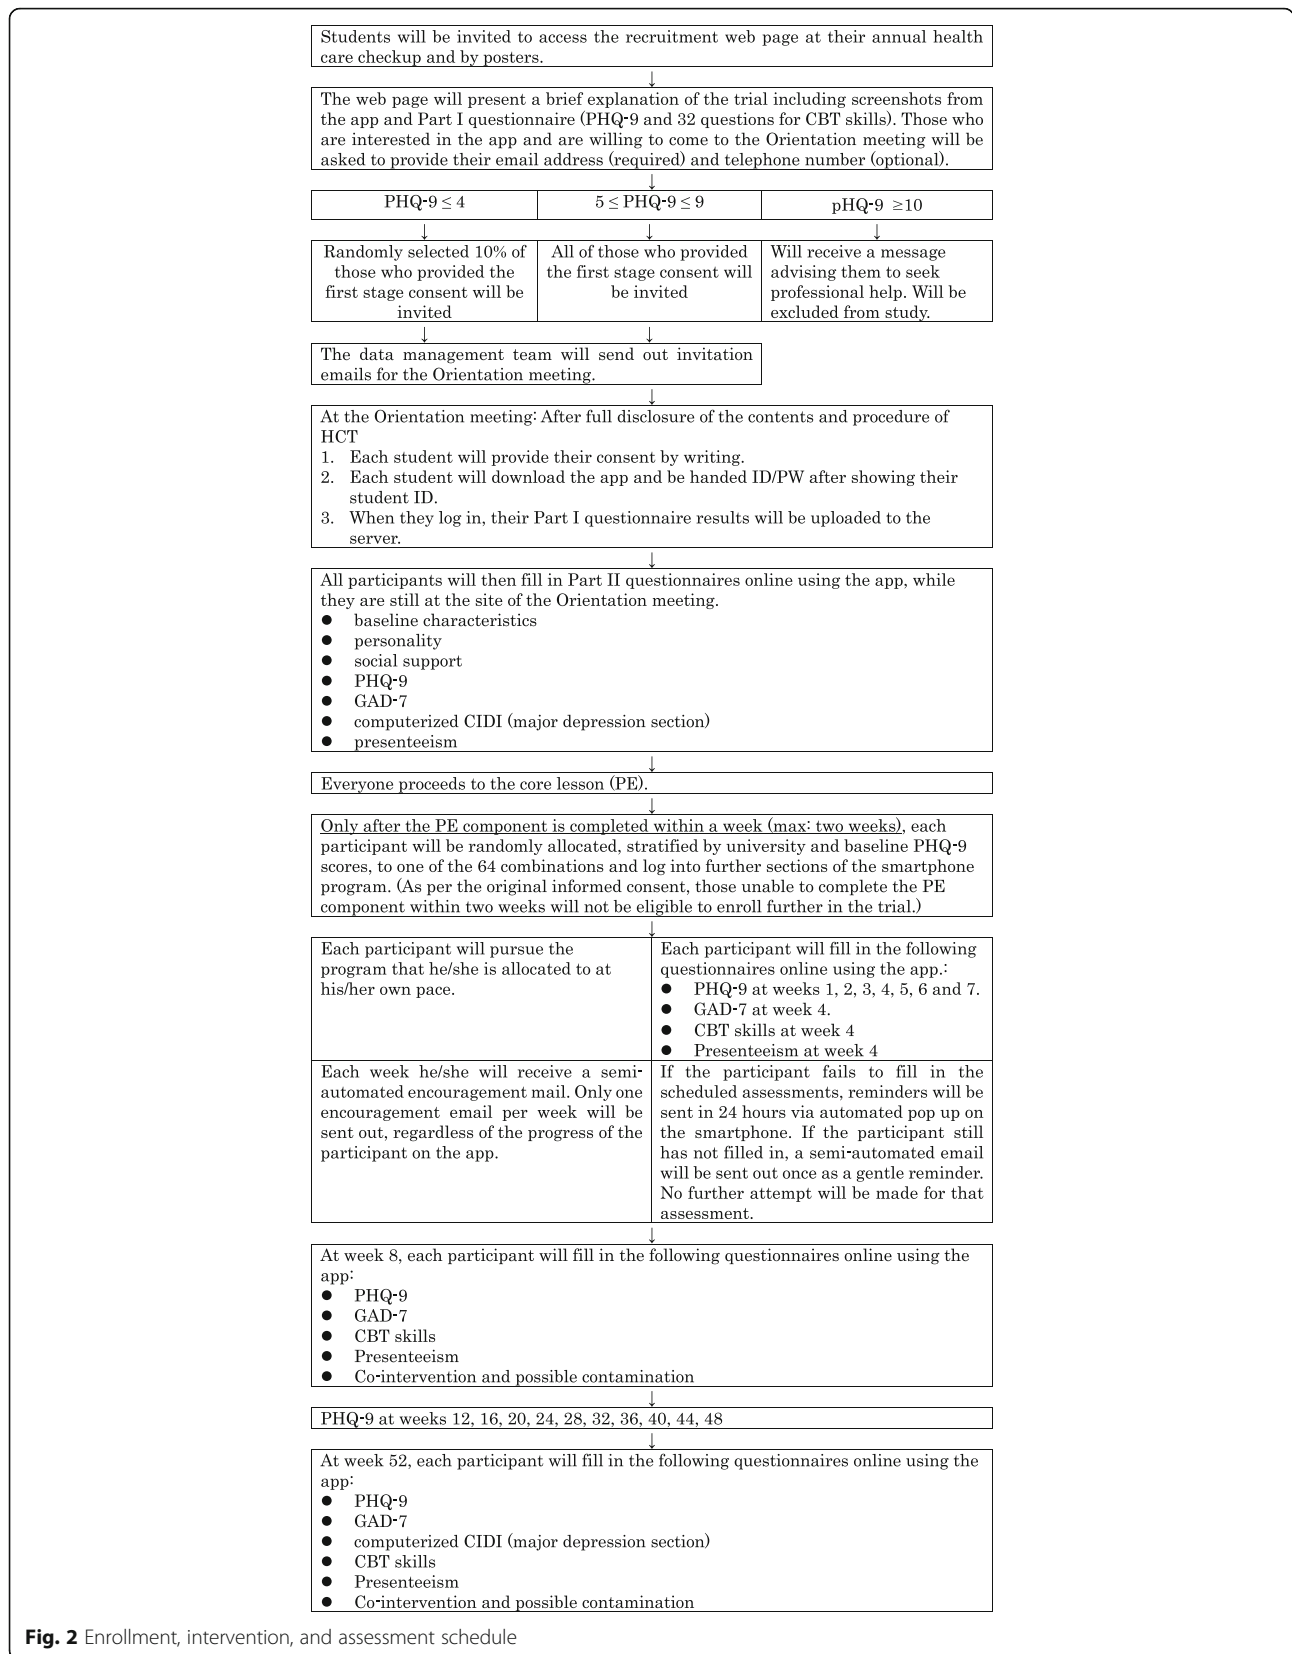 Students will be invited to access the recruitment web page at their annual health
care checkup and by posters.
↓
The web page will present a brief explanation of the trial including screenshots from
the app and Part I questionnaire (PHQ-9 and 32 questions for CBT skills). Those who
are interested in the app and are willing to come to the Orientation meeting will be
asked to provide their email address (required) and telephone number (optional).
↓
PHQ-9 ≤ 4
5 ≤ PHQ-9 ≤ 9
pHQ-9 ≥10
↓ ↓ ↓
Randomly selected 10% of
those who provided the
first stage consent will be
invited
All of those who provided
the first stage consent will
be invited
Will receive a message
advising them to seek
professional help. Will be
excluded from study.
↓ ↓
The data management team will send out invitation
emails for the Orientation meeting.
↓
At the Orientation meeting: After full disclosure of the contents and procedure of
HCT
1. Each student will provide their consent by writing.
2. Each student will download the app and be handed ID/PW after showing their
student ID.
3. When they log in, their Part I questionnaire results will be uploaded to the
server.
↓
All participants will then fill in Part II questionnaires online using the app, while
they are still at the site of the Orientation meeting.
● baseline characteristics
● personality
● social support
● PHQ-9
● GAD-7
● computerized CIDI (major depression section)
● presenteeism
↓
Everyone proceeds to the core lesson (PE).
↓
Only after the PE component is completed within a week (max: two weeks), each
participant will be randomly allocated, stratified by university and baseline PHQ-9
scores, to one of the 64 combinations and log into further sections of the smartphone
program. (As per the original informed consent, those unable to complete the PE
component within two weeks will not be eligible to enroll further in the trial.)
↓
Each participant will pursue the
program that he/she is allocated to at
his/her own pace.
Each participant will fill in the following
questionnaires online using the app.:
● PHQ-9 at weeks 1, 2, 3, 4, 5, 6 and 7.
● GAD-7 at week 4.
● CBT skills at week 4
● Presenteeism at week 4
Each week he/she will receive a semi-
automated encouragement mail. Only one
encouragement email per week will be
sent out, regardless of the progress of the
participant on the app.
If the participant fails to fill in the
scheduled assessments, reminders will be
sent in 24 hours via automated pop up on
the smartphone. If the participant still
has not filled in, a semi-automated email
will be sent out once as a gentle reminder.
No further attempt will be made for that
assessment.
↓
At week 8, each participant will fill in the following questionnaires online using the
app:
● PHQ-9
● GAD-7
● CBT skills
● Presenteeism
● Co-intervention and possible contamination
↓
PHQ-9 at weeks 12, 16, 20, 24, 28, 32, 36, 40, 44, 48
↓
At week 52, each participant will fill in the following questionnaires online using the
app:
● PHQ-9
● GAD-7
● computerized CIDI (major depression section)
● CBT skills
● Presenteeism
● Co-intervention and possible contamination
Fig. 2 Enrollment, intervention, and assessment schedule